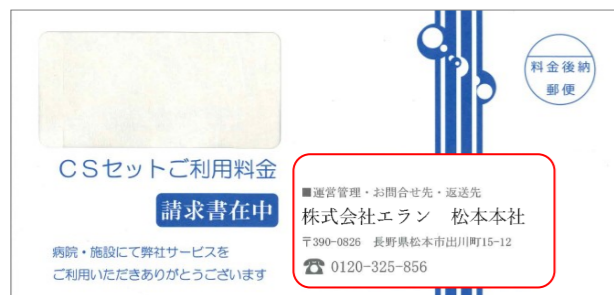 料金後納
郵便
CSセットご利用料金
請求書在中
病院・施設にて弊社サービスを
ご利用いただきありがとうございます
■運営管理・お問合せ先・返送先
株式会社エラン　松本本社
〒390-0826　長野県松本市出川町15-12
☎ 0120-325-856